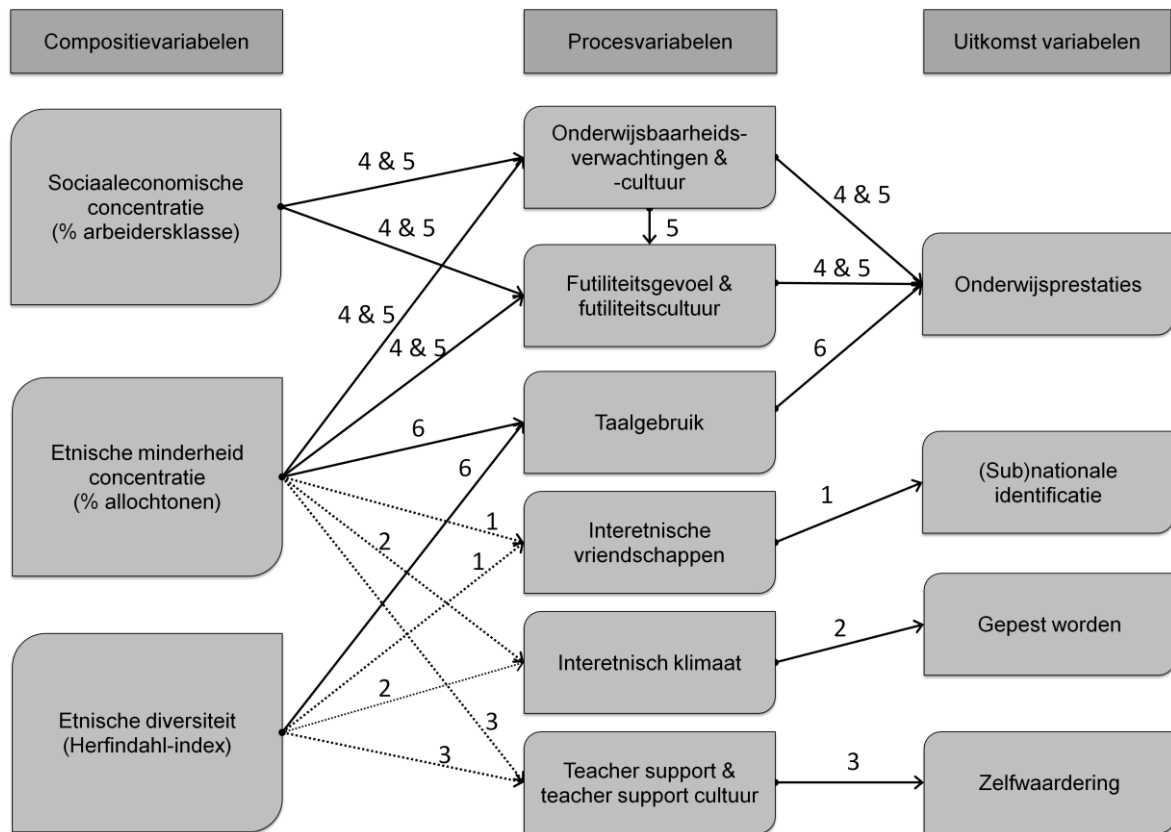 Compositievariabelen
Procesvariabelen
Uitkomst variabelen
Sociaaleconomische
concentratie
(% arbeidersklasse)
Onderwijsbaarheids-
verwachtingen &
-cultuur
4 & 5
4 & 5
4 & 5
5
Futiliteitsgevoel &
futiliteitscultuur
4 & 5
Onderwijsprestaties
4 & 5
4 & 5
6
Etnische minderheid
concentratie
(% allochtonen)
6
6
Taalgebruik
(Sub)nationale
identificatie
1
2
1
Interetnische
vriendschappen
1
Gepest worden
2
2
Interetnisch klimaat
Etnische diversiteit
(Herfindahl-index)
3
3
Teacher support &
teacher support cultuur
3
Zelfwaardering